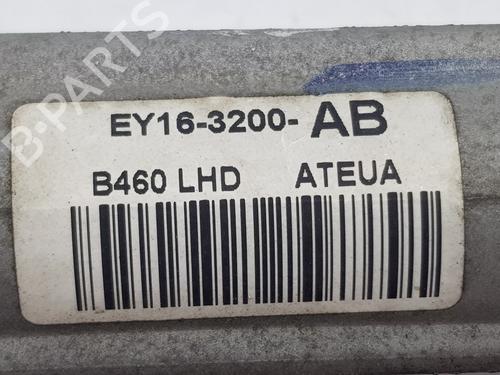 B-PARTS
EY16-3200- AB
B460 LHD ATEUA